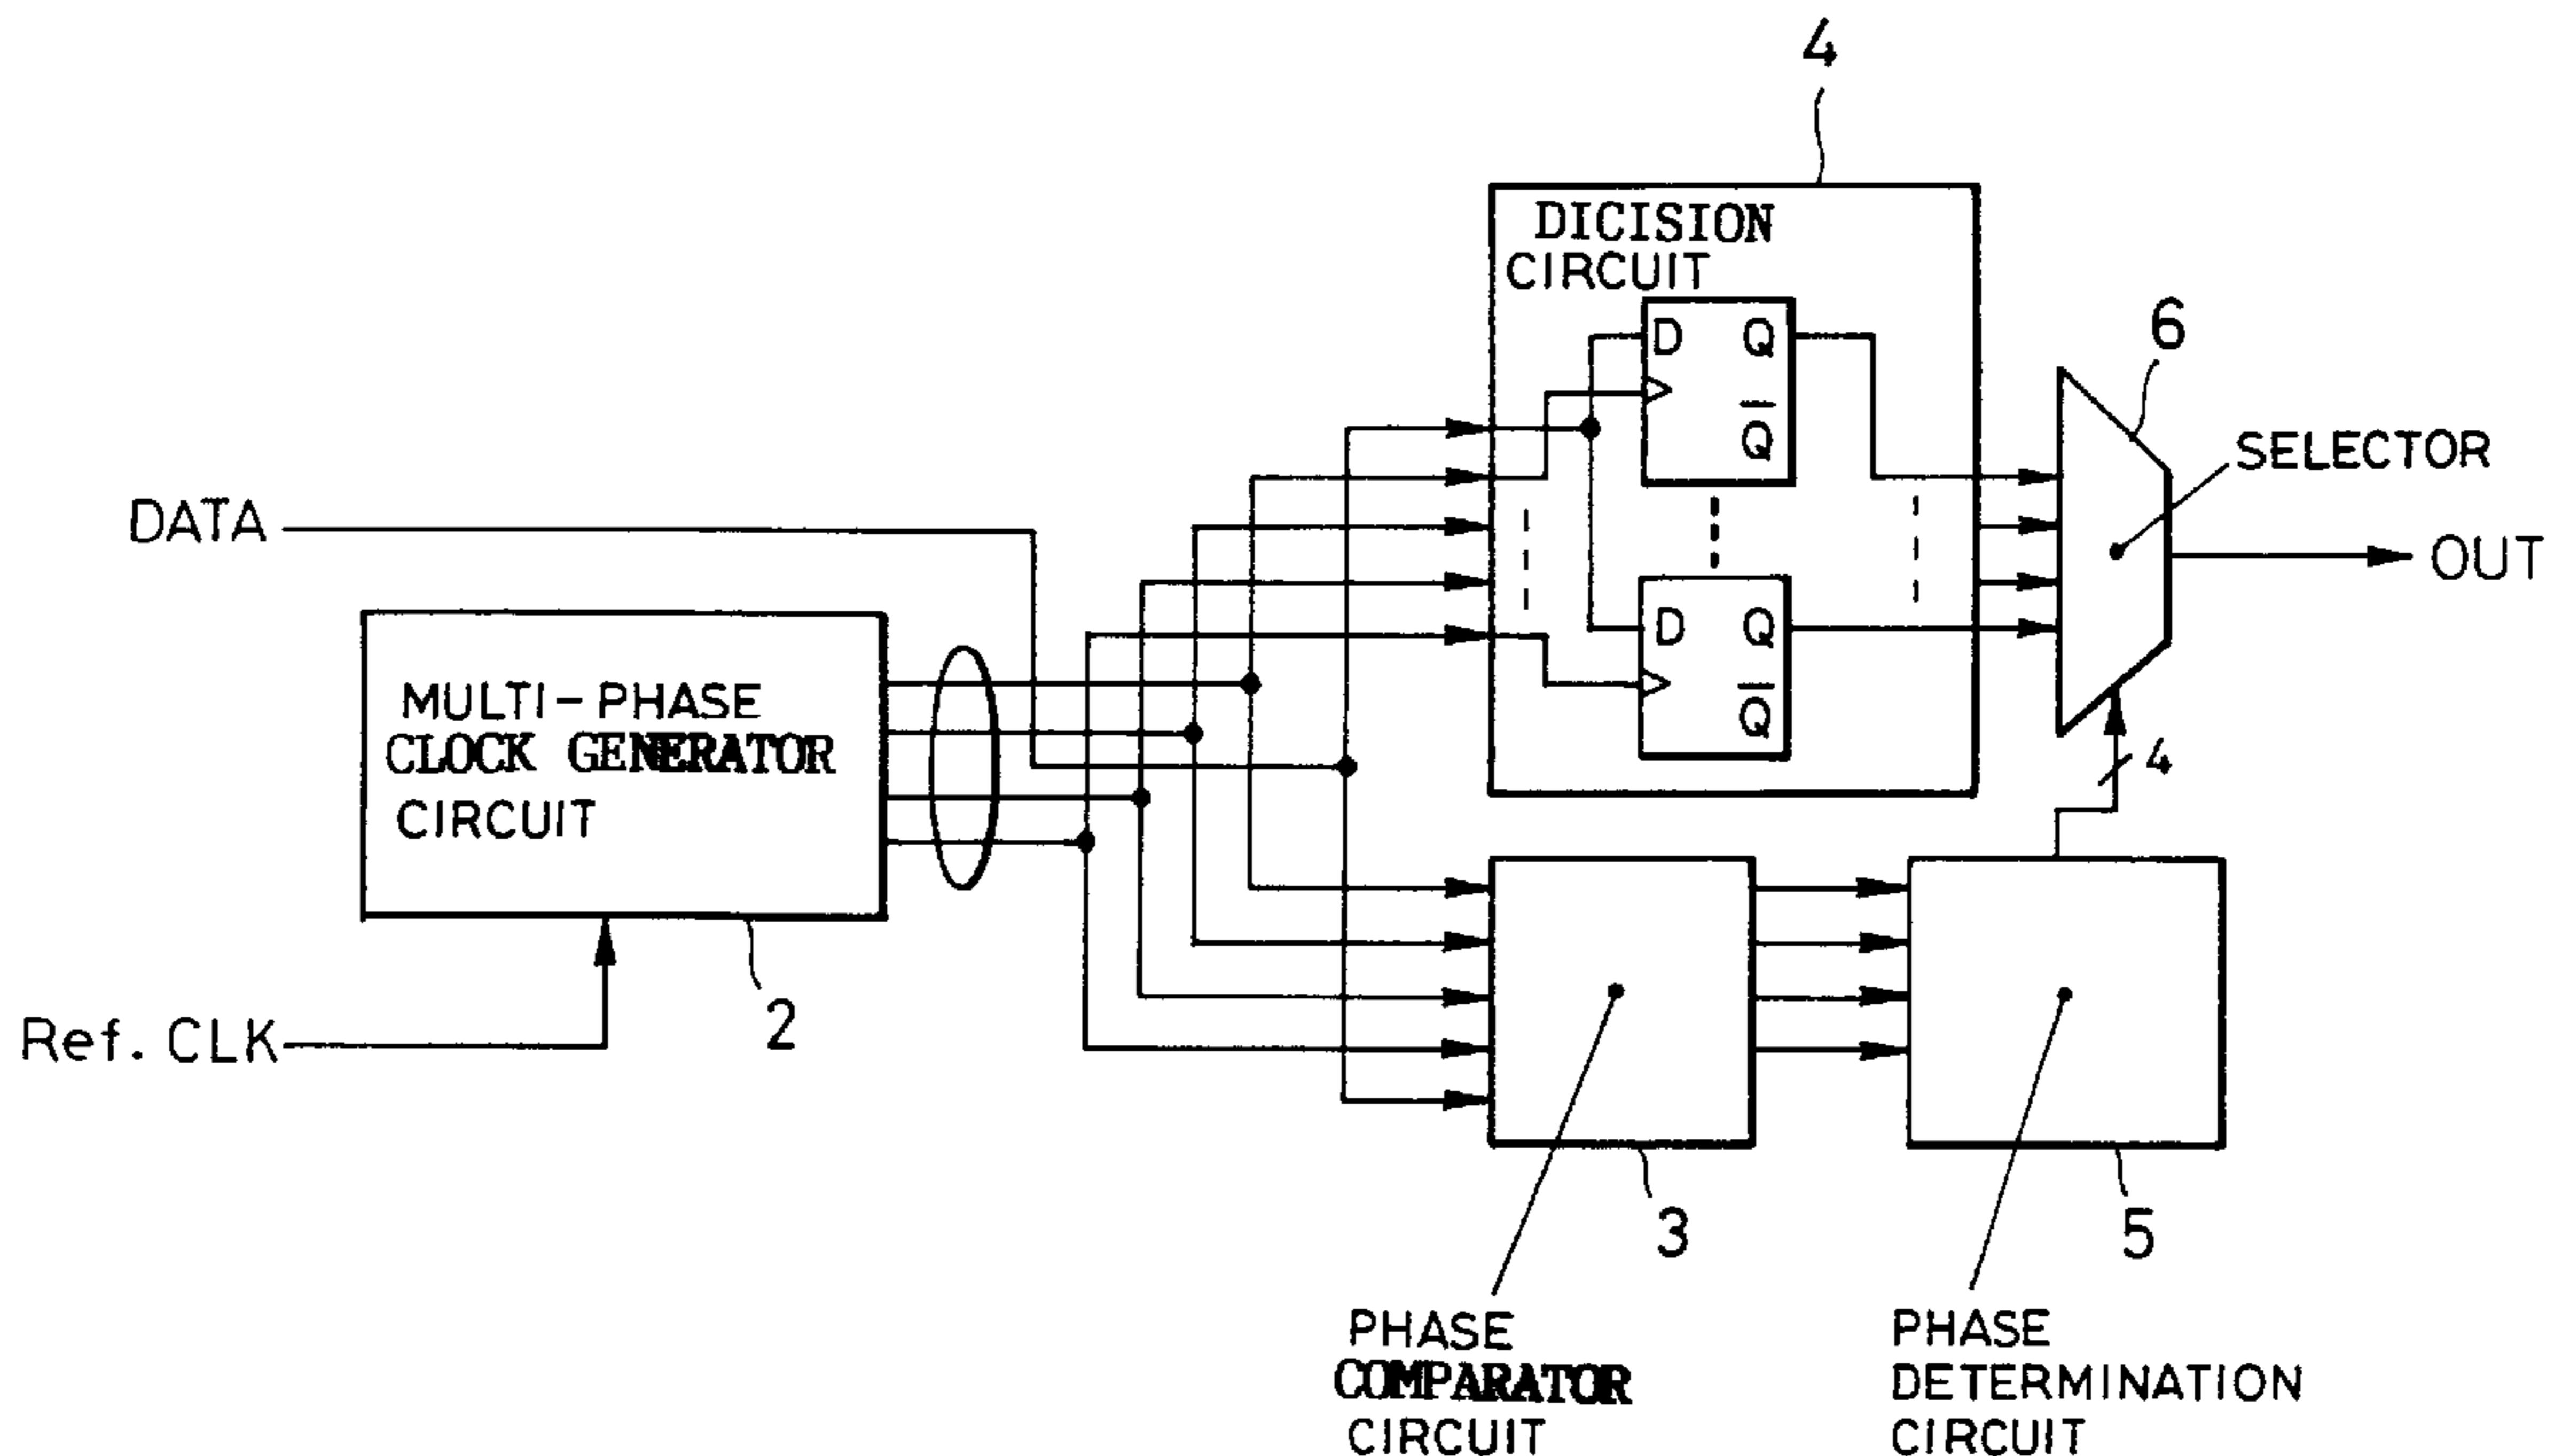 4
DICISION
CIRCUIT
D Q
Q̅
6
SELECTOR
DATA
OUT
D Q
Q̅
MULTI-PHASE
CLOCK GENERATOR
CIRCUIT
4
2
Ref. CLK
3
5
PHASE
COMPARATOR
CIRCUIT
PHASE
DETERMINATION
CIRCUIT